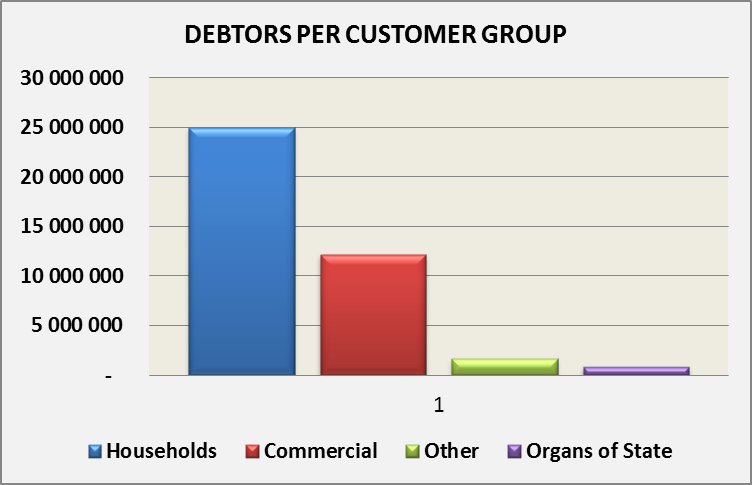 DEBTORS PER CUSTOMER GROUP
30 000 000
25 000 000
20 000 000
15 000 000
10 000 000
5 000 000
-
1
Households Commercial Other Organs of State